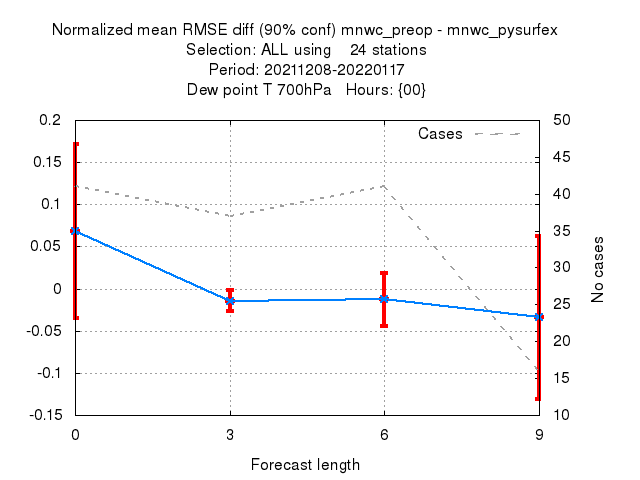 Normalized mean RMSE diff (90% conf) mnwc_preop - mnwc_pysurfex
Selection: ALL using    24 stations
Period: 20211208-20220117
Dew point T 700hPa   Hours: {00}
Cases
0.2
0.15
0.1
0.05
0
-0.05
-0.1
-0.15
50
45
40
35
30
25
20
15
10
No cases
0 3 6 9
Forecast length